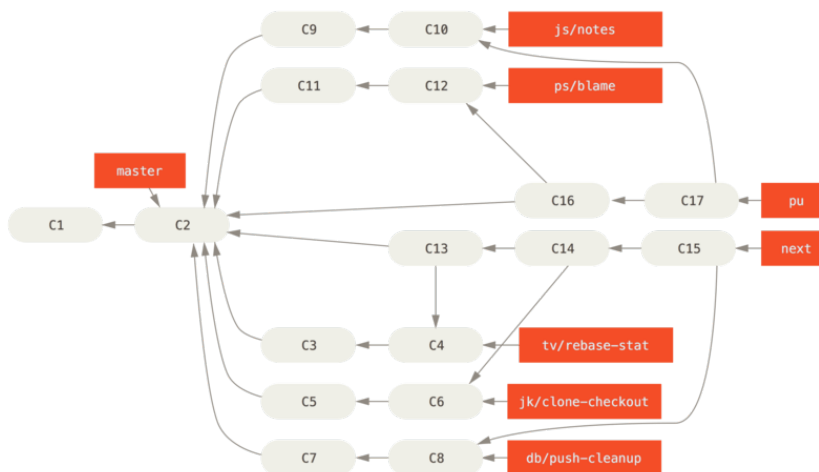 C9
C10
js/notes
C11
C12
ps/blame
master
C16
C17
pu
C1
C2
C13
C14
C15
next
C3
C4
tv/rebase-stat
C5
C6
jk/clone-checkout
C7
C8
db/push-cleanup